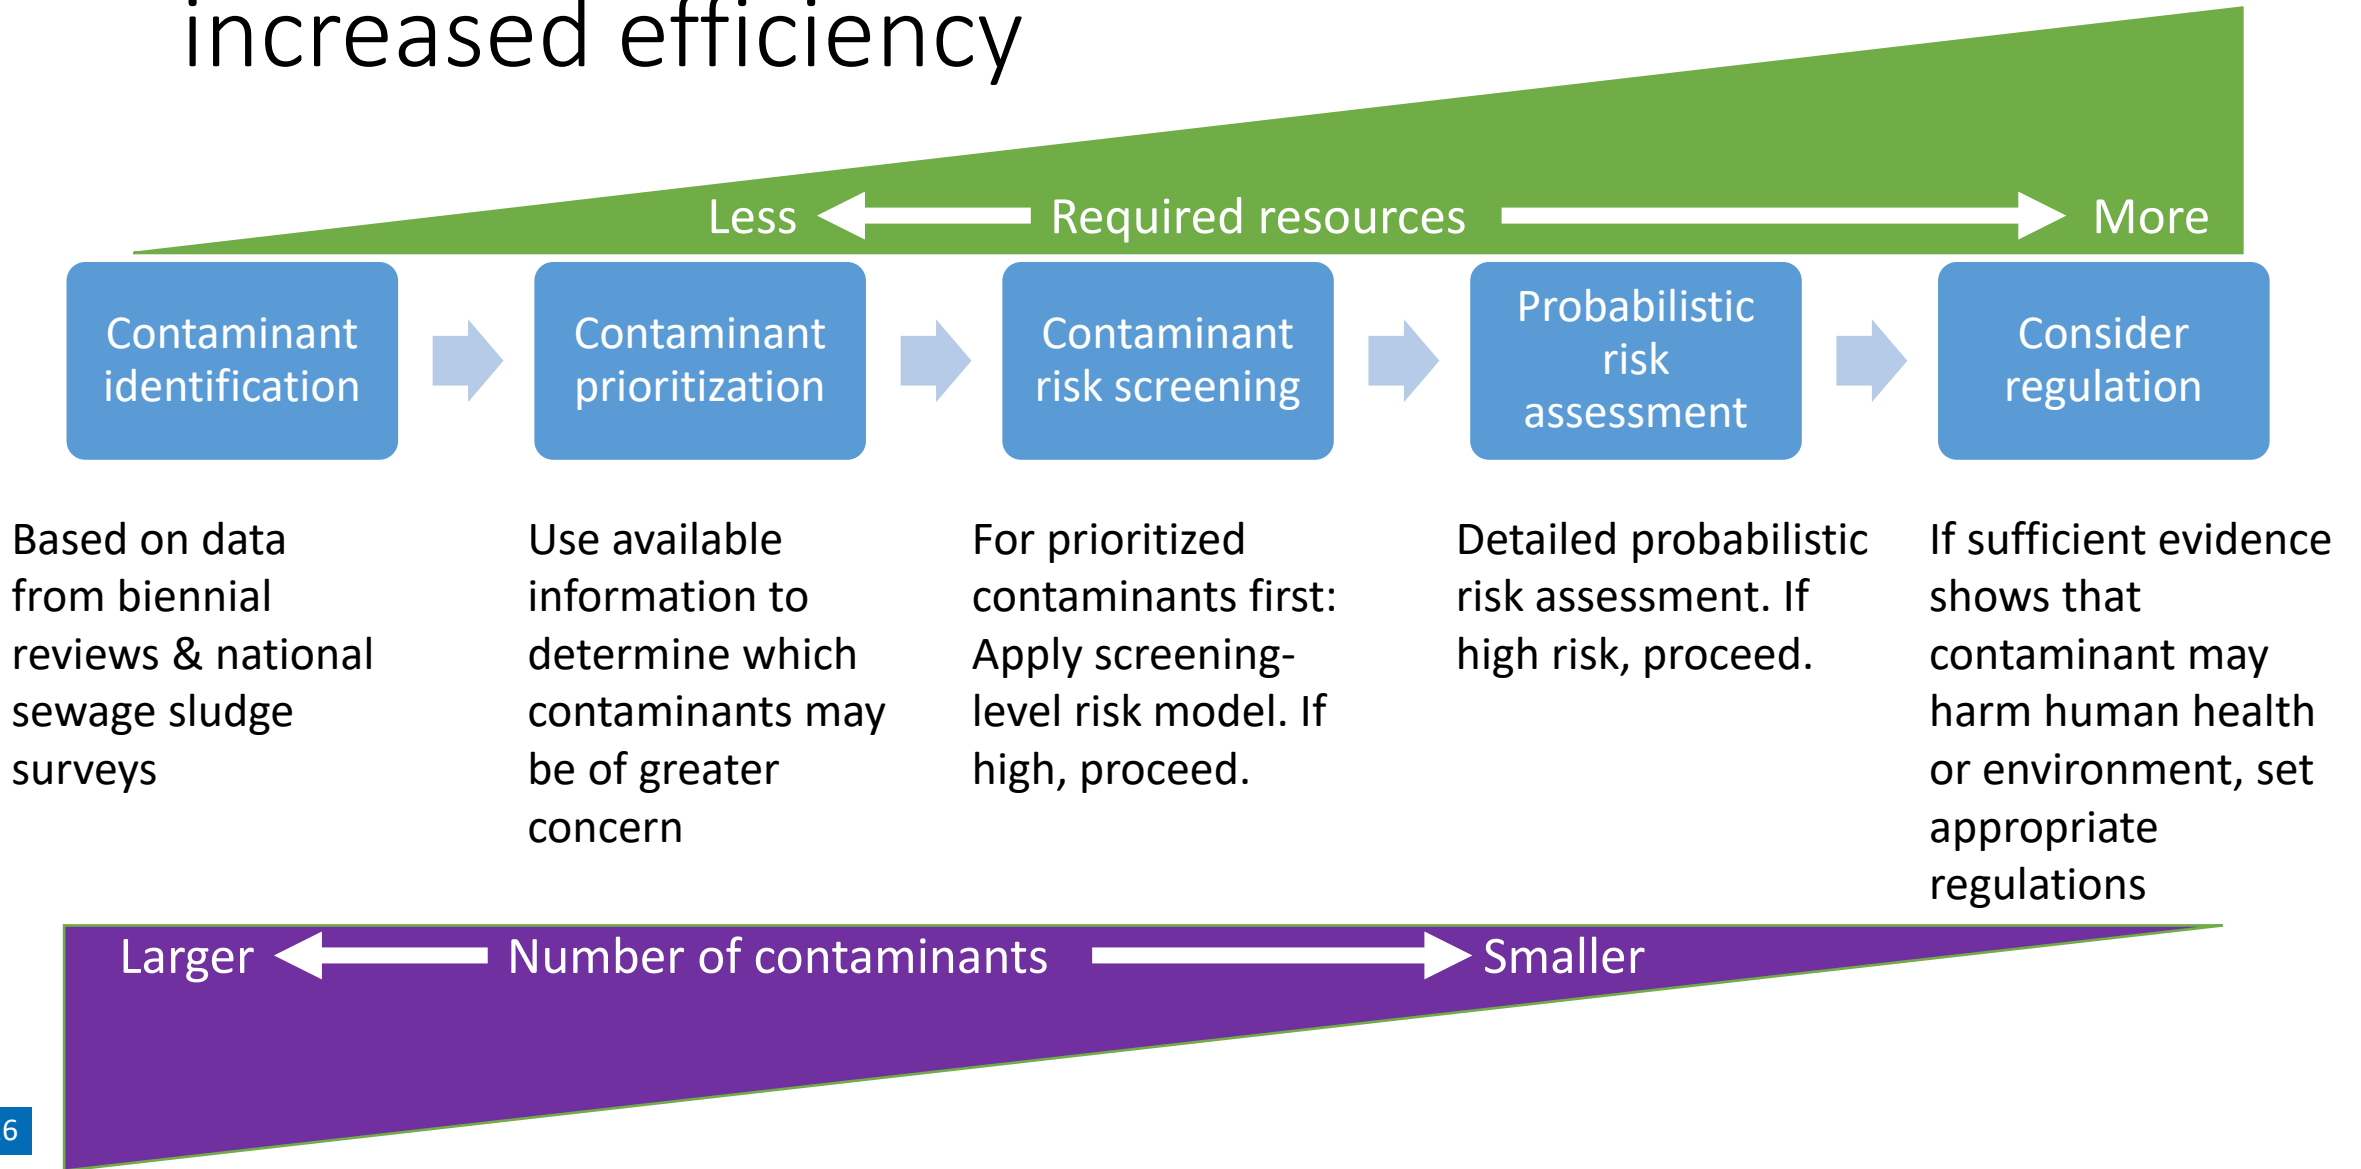 increased efficiency
Less Required resources More
Contaminant
identification
Contaminant
prioritization
Contaminant
risk screening
Probabilistic
risk
assessment
Consider
regulation
Based on data
from biennial
reviews & national
sewage sludge
surveys
Use available
information to
determine which
contaminants may
be of greater
concern
For prioritized
contaminants first:
Apply screening-
level risk model. If
high, proceed.
Detailed probabilistic
risk assessment. If
high risk, proceed.
If sufficient evidence
shows that
contaminant may
harm human health
or environment, set
appropriate
regulations
Larger Number of contaminants Smaller
6